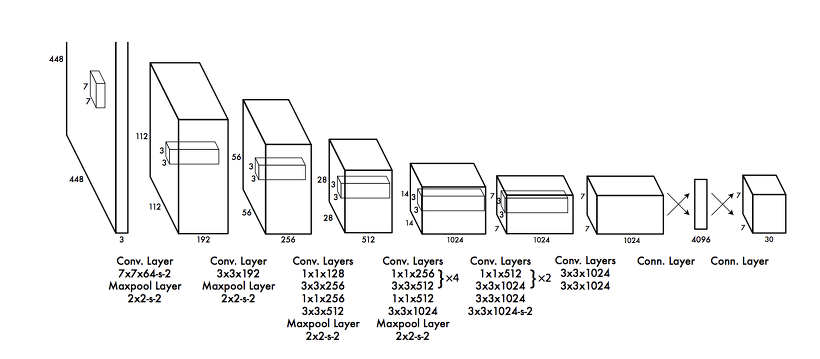 448
7
7
448
3
112
3
3
112
192
56
3
3
56
256
28
3
3
28
512
14
3
3
14
1024
7
3
3
7
1024
7
7
1024
4096
7
7
30
Conv. Layer
7x7x64-s-2
Maxpool Layer
2x2-s-2
Conv. Layer
3x3x192
Maxpool Layer
2x2-s-2
Conv. Layers
1x1x128
3x3x256
1x1x256
3x3x512
Maxpool Layer
2x2-s-2
Conv. Layers
1x1x256
3x3x512
}×4
1x1x512
3x3x1024
Maxpool Layer
2x2-s-2
Conv. Layers
1x1x512
3x3x1024
}×2
3x3x1024
3x3x1024-s-2
Conv. Layers
3x3x1024
3x3x1024
Conn. Layer
Conn. Layer